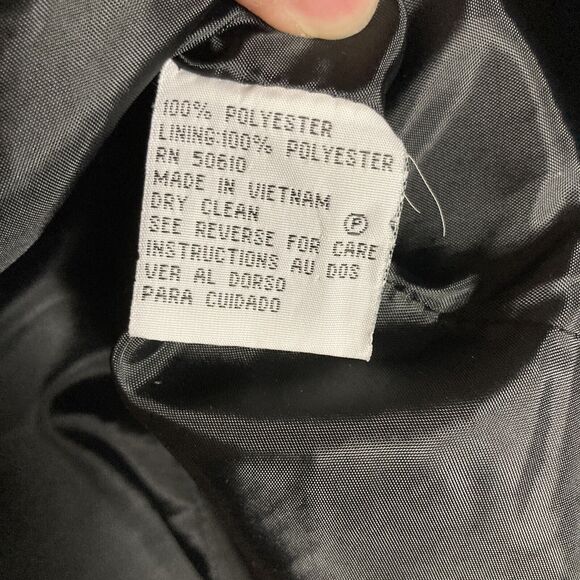 100% POLYESTER
LINING:100% POLYESTER
RN 50610
MADE IN VIETNAM
DRY CLEAN
P
SEE REVERSE FOR CARE
INSTRUCTIONS AU DOS
VER AL DORSO
PARA CUIDADO